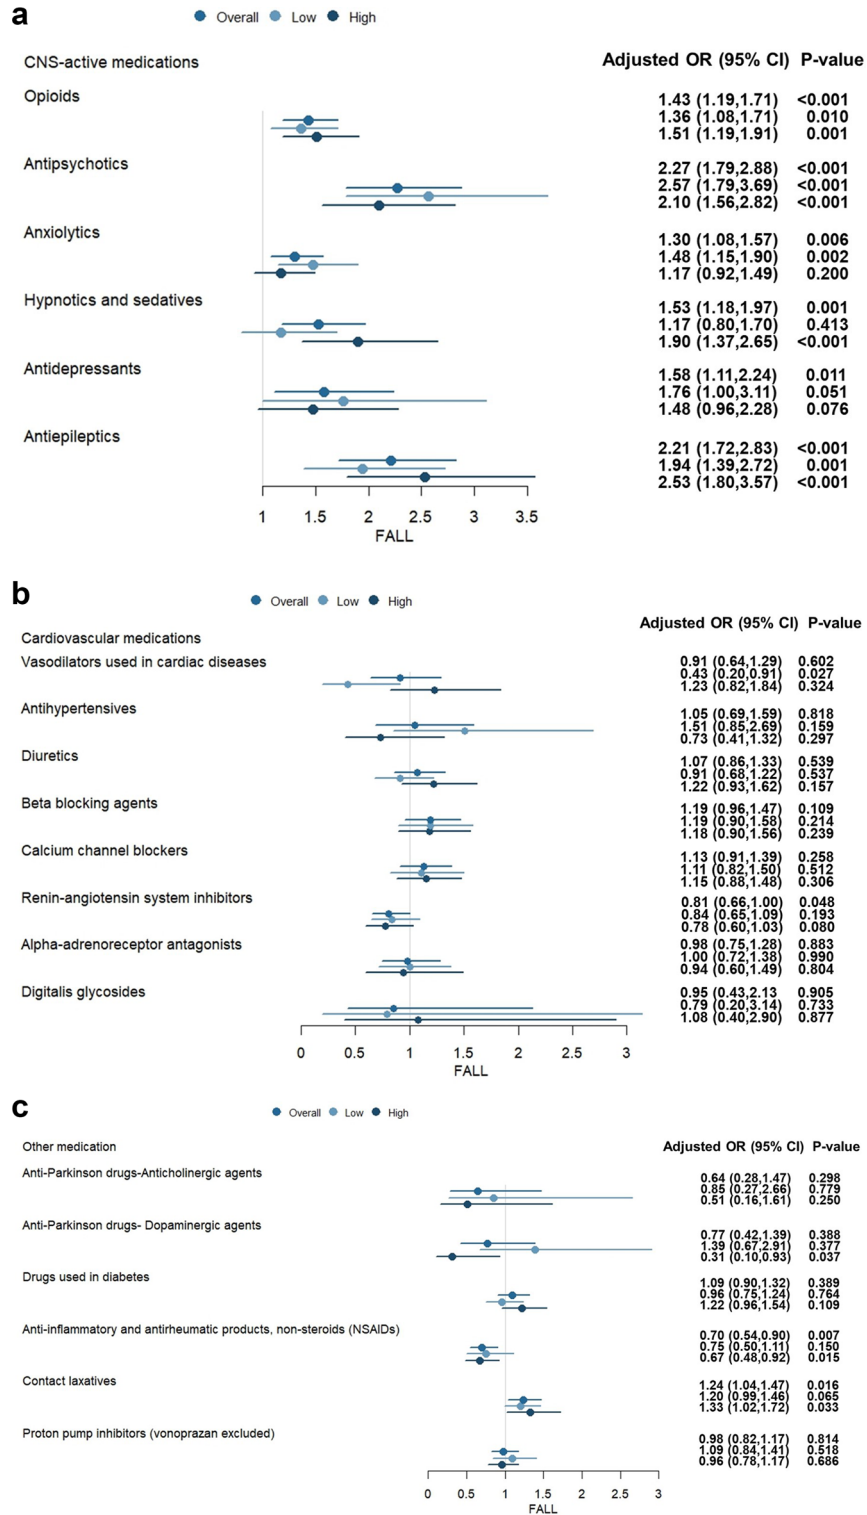 a
Overall Low High
CNS-active medications Adjusted OR (95% CI) P-value
Opioids
1.43 (1.19,1.71) <0.001
1.36 (1.08,1.71) 0.010
1.51 (1.19,1.91) 0.001
Antipsychotics
2.27 (1.79,2.88) <0.001
2.57 (1.79,3.69) <0.001
2.10 (1.56,2.82) <0.001
Anxiolytics
1.30 (1.08,1.57) 0.006
1.48 (1.15,1.90) 0.002
1.17 (0.92,1.49) 0.200
Hypnotics and sedatives
1.53 (1.18,1.97) 0.001
1.17 (0.80,1.70) 0.413
1.90 (1.37,2.65) <0.001
Antidepressants
1.58 (1.11,2.24) 0.011
1.76 (1.00,3.11) 0.051
1.48 (0.96,2.28) 0.076
Antiepileptics
2.21 (1.72,2.83) <0.001
1.94 (1.39,2.72) 0.001
2.53 (1.80,3.57) <0.001
1 1.5 2 2.5 3 3.5
FALL
b
Overall Low High
Adjusted OR (95% CI) P-value
Cardiovascular medications
Vasodilators used in cardiac diseases
0.91 (0.64,1.29) 0.602
0.43 (0.20,0.91) 0.027
1.23 (0.82,1.84) 0.324
Antihypertensives
1.05 (0.69,1.59) 0.818
1.51 (0.85,2.69) 0.159
0.73 (0.41,1.32) 0.297
Diuretics
1.07 (0.86,1.33) 0.539
0.91 (0.68,1.22) 0.537
1.22 (0.93,1.62) 0.157
Beta blocking agents
1.19 (0.96,1.47) 0.109
1.19 (0.90,1.58) 0.214
1.18 (0.90,1.56) 0.239
Calcium channel blockers
1.13 (0.91,1.39) 0.258
1.11 (0.82,1.50) 0.512
1.15 (0.88,1.48) 0.306
Renin-angiotensin system inhibitors
0.81 (0.66,1.00) 0.048
0.84 (0.65,1.09) 0.193
0.78 (0.60,1.03) 0.080
Alpha-adrenoreceptor antagonists
0.98 (0.75,1.28) 0.883
1.00 (0.72,1.38) 0.990
0.94 (0.60,1.49) 0.804
Digitalis glycosides
0.95 (0.43,2.13 0.905
0.79 (0.20,3.14) 0.733
1.08 (0.40,2.90) 0.877
0 0.5 1 1.5 2 2.5 3
FALL
c
Overall Low High
Other medication Adjusted OR (95% CI) P-value
Anti-Parkinson drugs-Anticholinergic agents
0.64 (0.28,1.47) 0.298
0.85 (0.27,2.66) 0.779
0.51 (0.16,1.61) 0.250
Anti-Parkinson drugs- Dopaminergic agents
0.77 (0.42,1.39) 0.388
1.39 (0.67,2.91) 0.377
0.31 (0.10,0.93) 0.037
Drugs used in diabetes
1.09 (0.90,1.32) 0.389
0.96 (0.75,1.24) 0.764
1.22 (0.96,1.54) 0.109
Anti-inflammatory and antirheumatic products, non-steroids (NSAIDs)
0.70 (0.54,0.90) 0.007
0.75 (0.50,1.11) 0.150
0.67 (0.48,0.92) 0.015
Contact laxatives
1.24 (1.04,1.47) 0.016
1.20 (0.99,1.46) 0.065
1.33 (1.02,1.72) 0.033
Proton pump inhibitors (vonoprazan excluded)
0.98 (0.82,1.17) 0.814
1.09 (0.84,1.41) 0.518
0.96 (0.78,1.17) 0.686
0 0.5 1 1.5 2 2.5 3
FALL